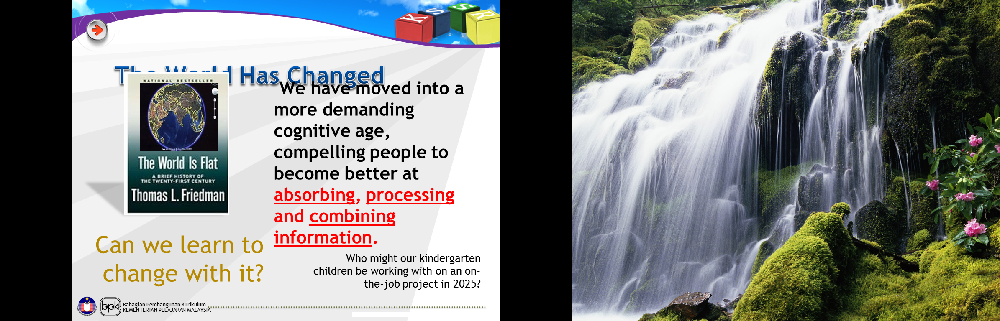 K S S R
The World Has Changed
NATIONAL BESTSELLER
The World Is Flat
A BRIEF HISTORY OF
THE TWENTY-FIRST CENTURY
Thomas L. Friedman
We have moved into a
more demanding
cognitive age,
compelling people to
become better at
absorbing, processing
and combining
information.
Can we learn to
change with it?
Who might our kindergarten
children be working with on an on-
the-job project in 2025?
bpk
Bahagian Pembangunan Kurikulum
KEMENTERIAN PELAJARAN MALAYSIA